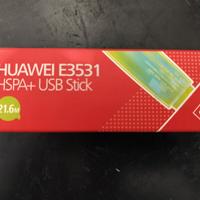 HUAWEI E3531
HSPA+ USB Stick
21.6M